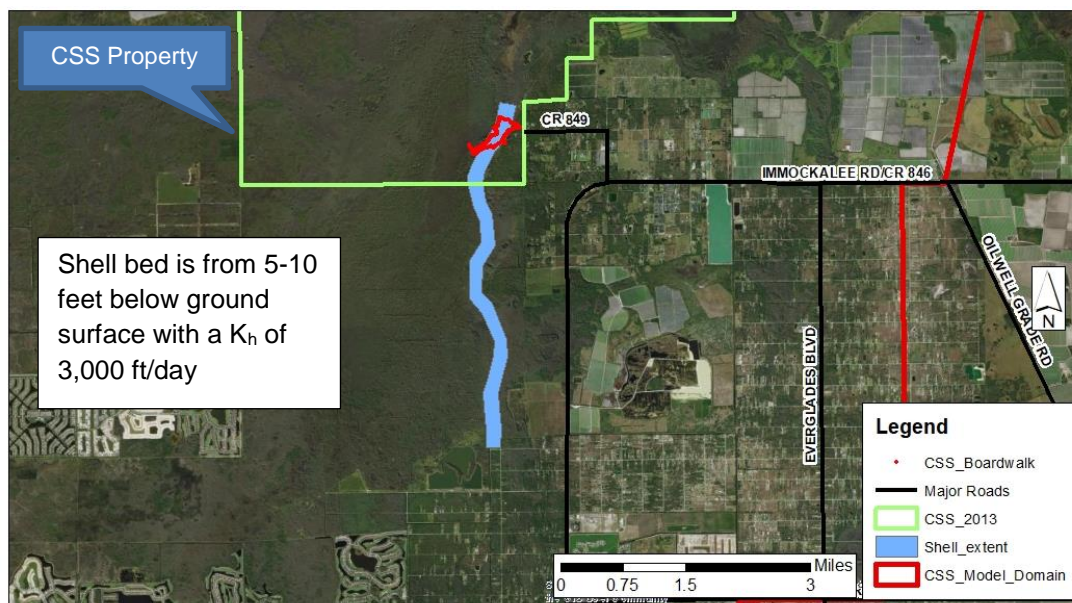 CSS Property
CR 849
IMMOCKALEE RD/CR 846
Shell bed is from 5-10
feet below ground
surface with a Kh of
3,000 ft/day
N
OILWELL GRADE RD
EVERGLADES BLVD
Legend
CSS_Boardwalk
Major Roads
CSS_2013
Shell_extent
CSS_Model_Domain
Miles
0 0.75 1.5 3